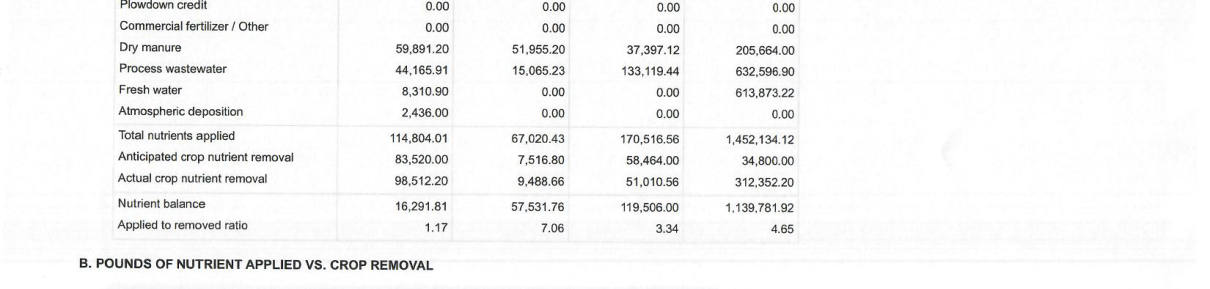 Plowdown credit 0.00 0.00 0.00 0.00
Commercial fertilizer / Other 0.00 0.00 0.00 0.00
Dry manure 59,891.20 51,955.20 37,397.12 205,664.00
Process wastewater 44,165.91 15,065.23 133,119.44 632,596.90
Fresh water 8,310.90 0.00 0.00 613,873.22
Atmospheric deposition 2,436.00 0.00 0.00 0.00
Total nutrients applied 114,804.01 67,020.43 170,516.56 1,452,134.12
Anticipated crop nutrient removal 83,520.00 7,516.80 58,464.00 34,800.00
Actual crop nutrient removal 98,512.20 9,488.66 51,010.56 312,352.20
Nutrient balance 16,291.81 57,531.76 119,506.00 1,139,781.92
Applied to removed ratio 1.17 7.06 3.34 4.65
B. POUNDS OF NUTRIENT APPLIED VS. CROP REMOVAL